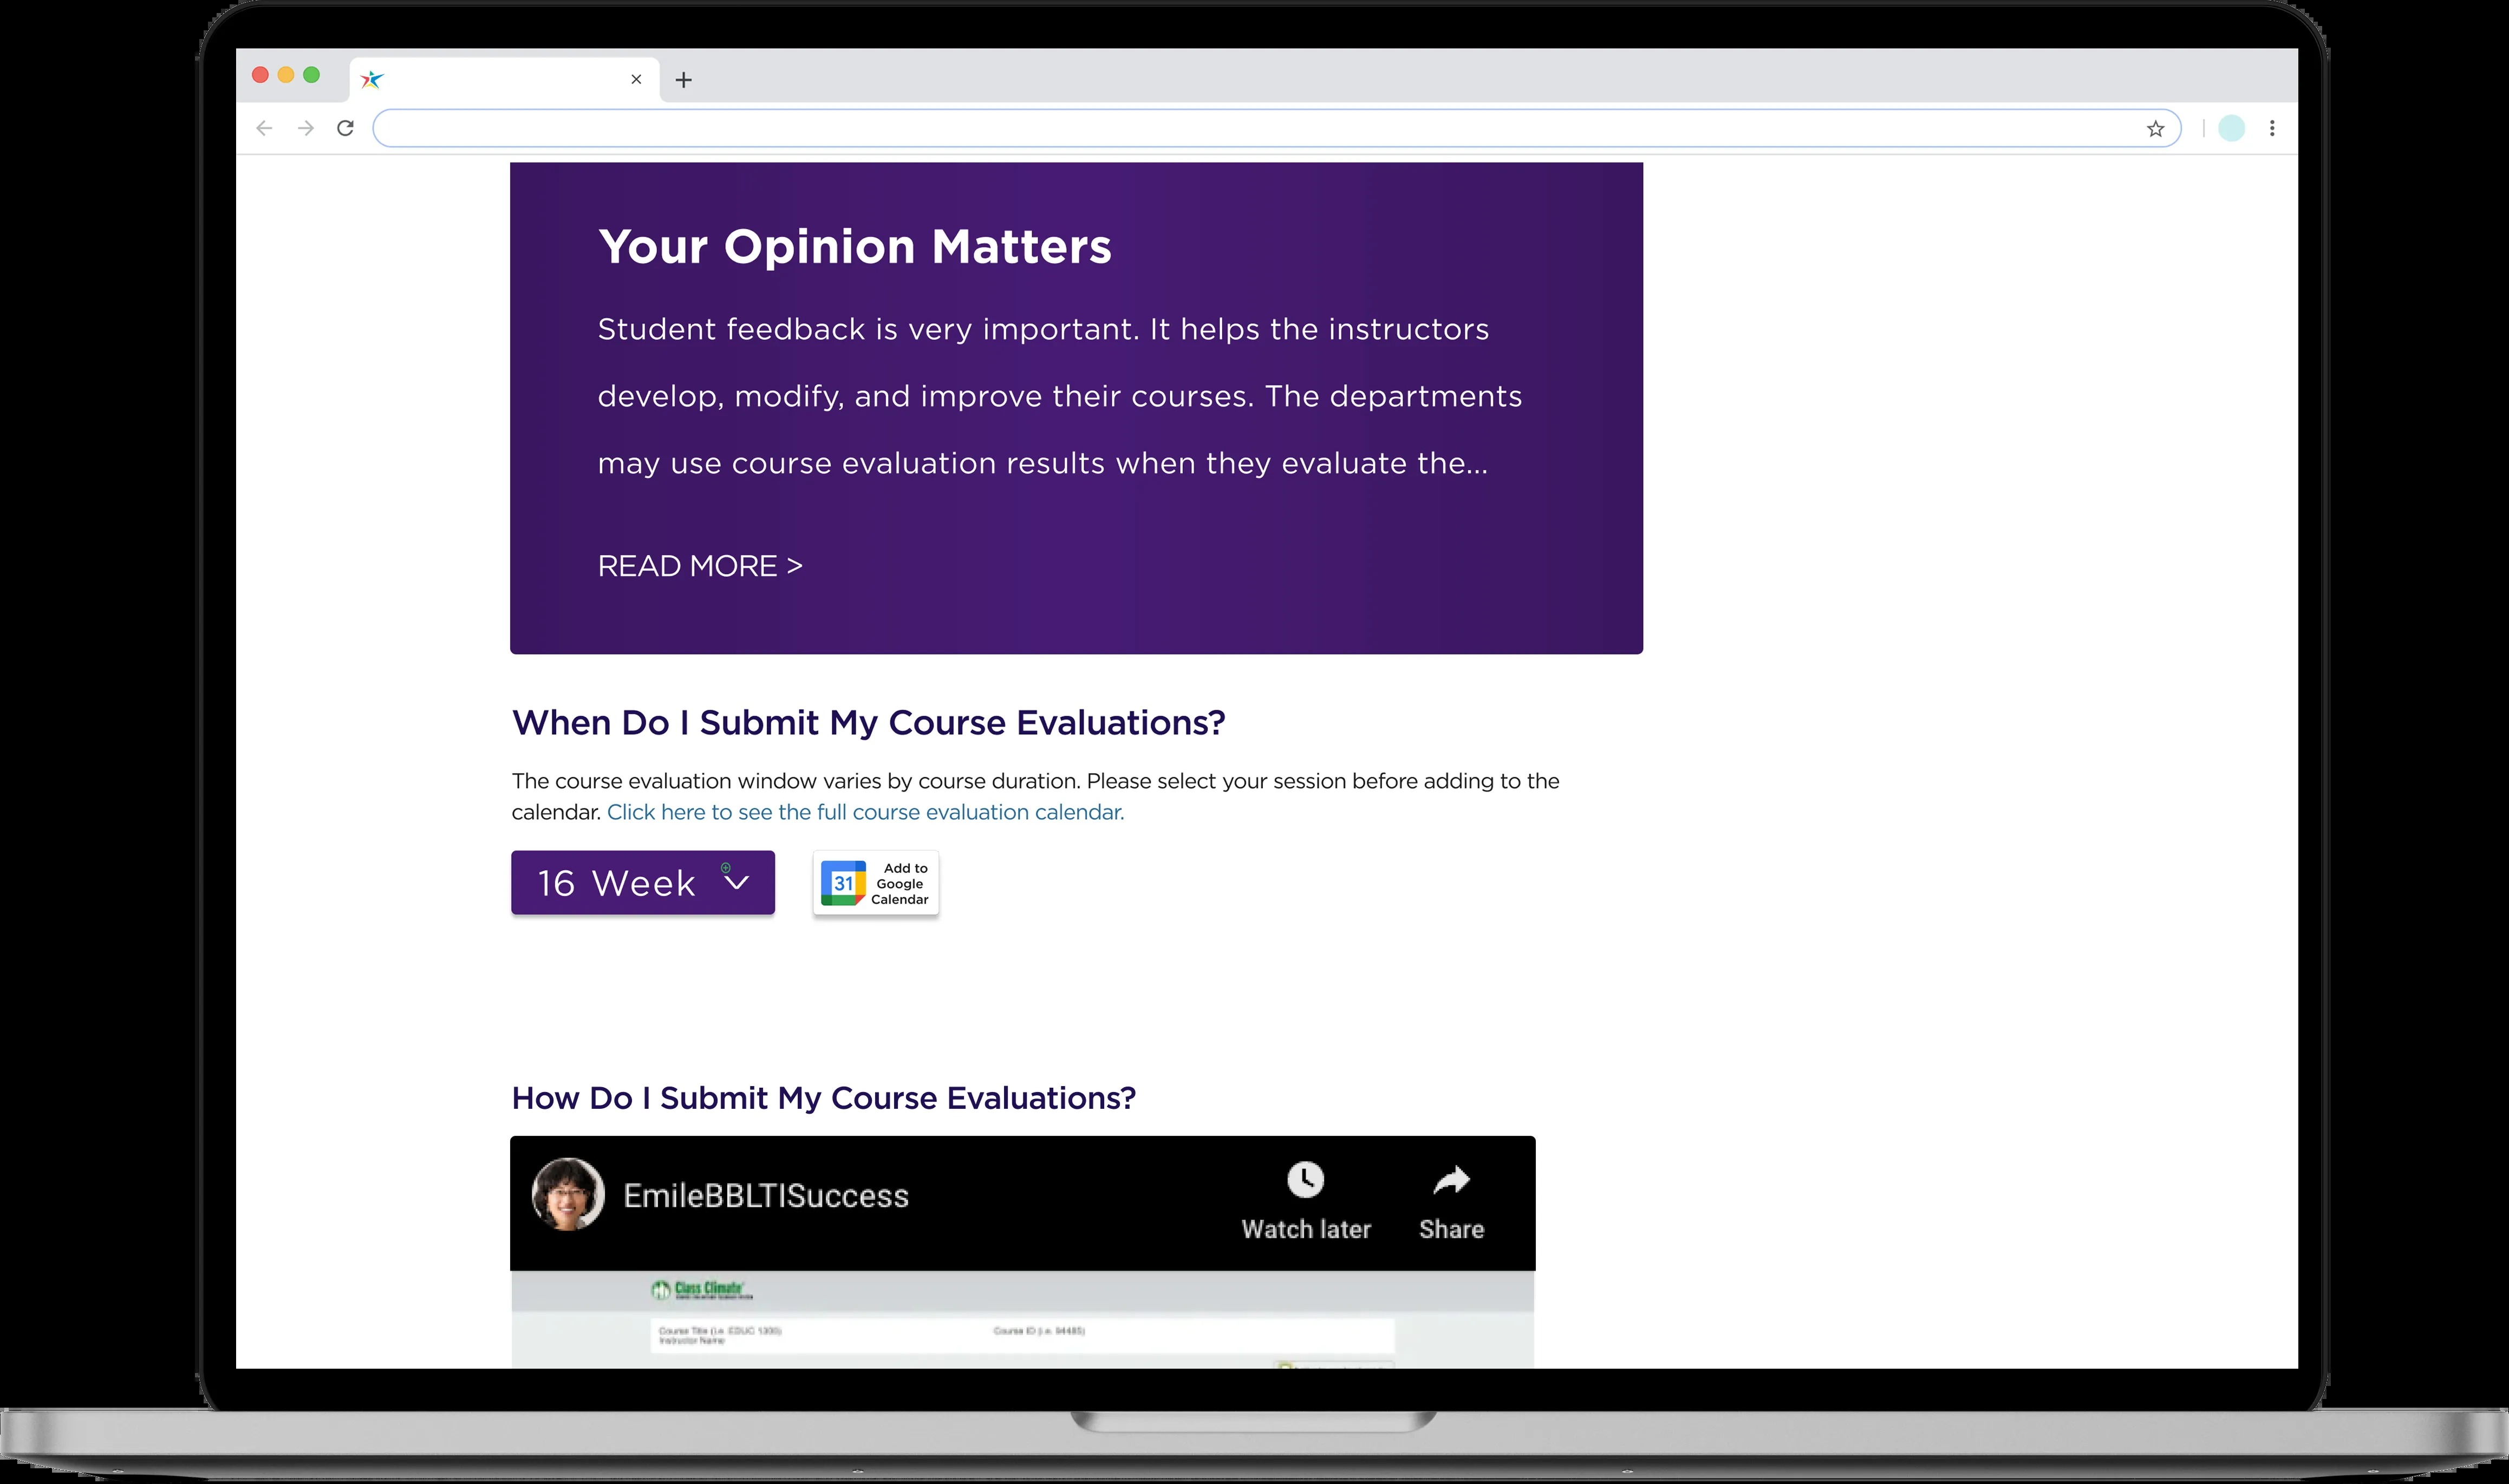 Your Opinion Matters
Student feedback is very important. It helps the instructors
develop, modify, and improve their courses. The departments
may use course evaluation results when they evaluate the...
READ MORE >
When Do I Submit My Course Evaluations?
The course evaluation window varies by course duration. Please select your session before adding to the
calendar. Click here to see the full course evaluation calendar.
16 Week
31
Add to
Google
Calendar
How Do I Submit My Course Evaluations?
EmileBBLTISuccess
Watch later
Share
Class Climate
Course Title (i.e. EDUC 1300)
Course ID (i.e. 94485)
Instructor Name